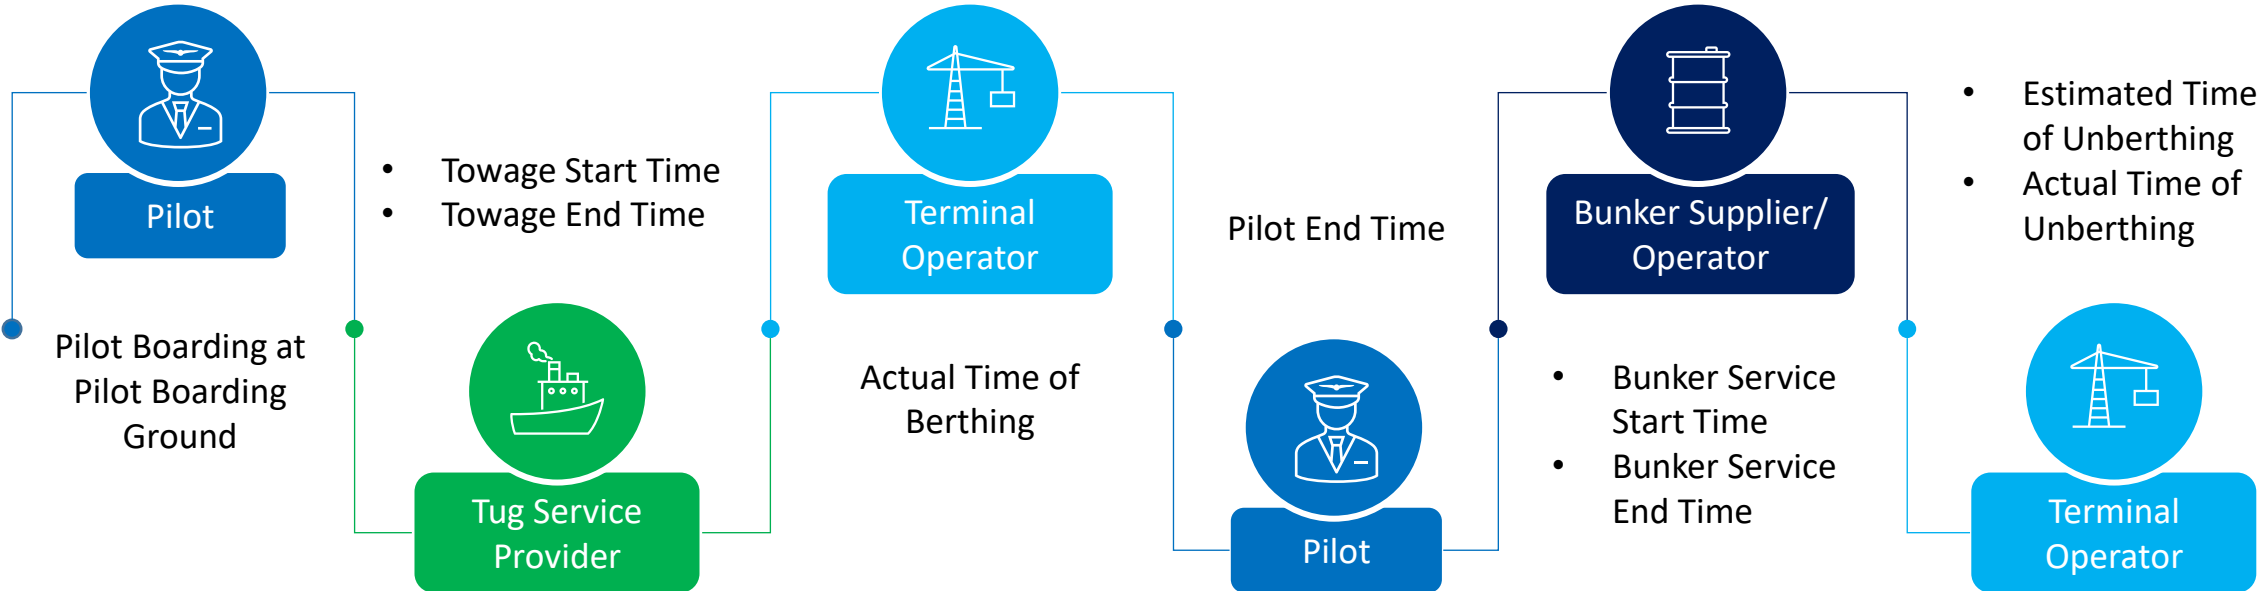 Pilot
Pilot Boarding at
Pilot Boarding
Ground
• Towage Start Time
• Towage End Time
Tug Service
Provider
Terminal
Operator
Actual Time of
Berthing
Pilot End Time
Pilot
Bunker Supplier/
Operator
• Bunker Service
Start Time
• Bunker Service
End Time
• Estimated Time
of Unberthing
• Actual Time of
Unberthing
Terminal
Operator